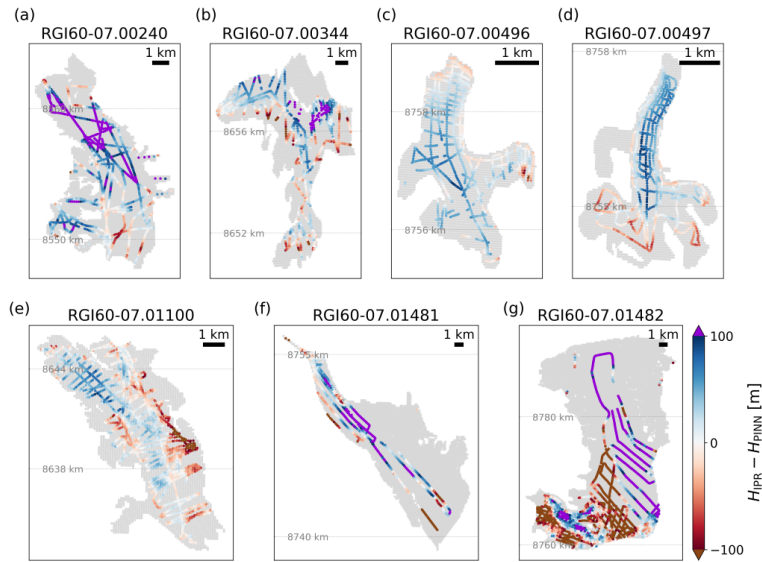 (a)
RGI60-07.00240
1 km
8550 km
(b)
RGI60-07.00344
1 km
8656 km
8652 km
(c)
RGI60-07.00496
1 km
8758 km
8756 km
(d)
RGI60-07.00497
8758 km
1 km
(e)
RGI60-07.01100
1 km
8644 km
8638 km
(f)
RGI60-07.01481
8755 km
1 km
8740 km
(g)
RGI60-07.01482
1 km
8780 km
8760 km
100
0
−100
H_IPR − H_PINN [m]